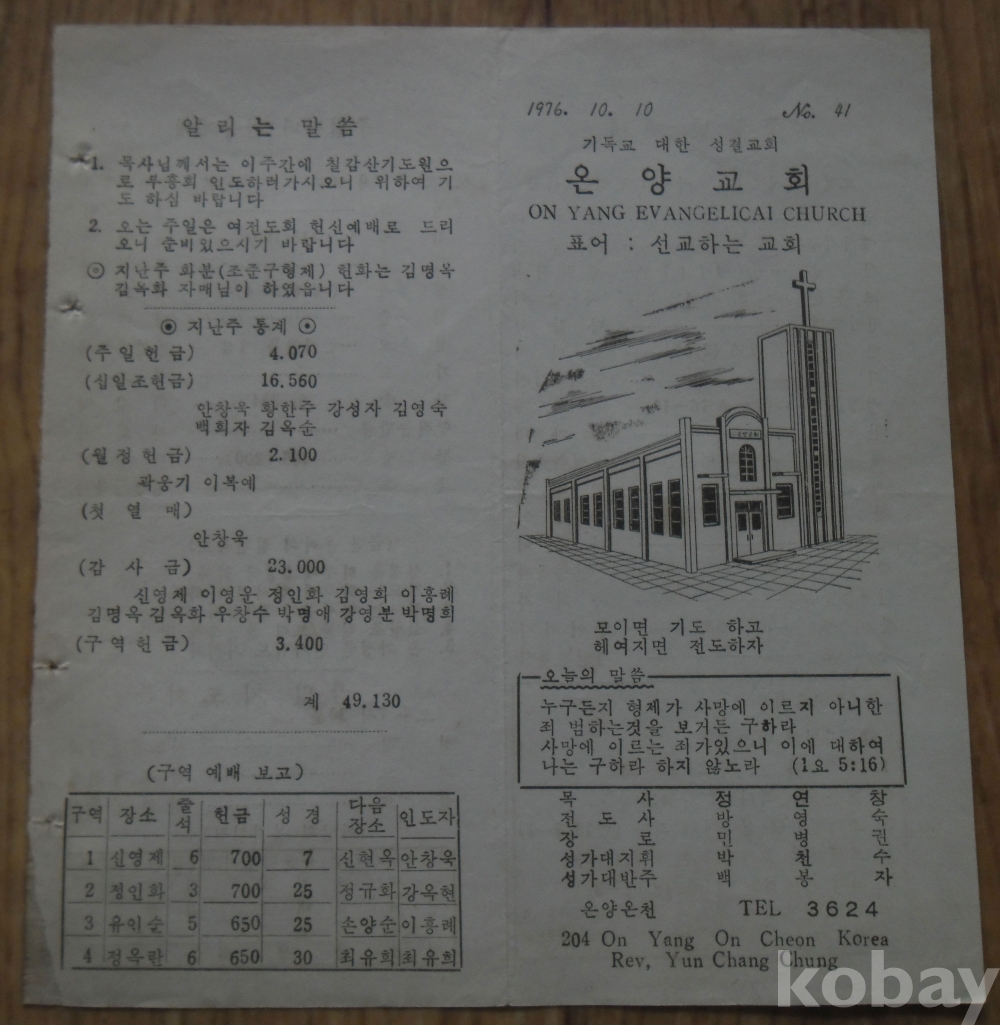 알리는 말씀
1. 목사님께서는 이주간에 칠갑산기도원으
로 부흥회 인도하러가시오니 위하여 기
도 하심 바랍니다
2. 오는 주일은 여전도회 헌신예배로 드리
오니 준비있으시기 바랍니다
◎ 지난주 화분(조준구형제) 헌화는 김명옥
김옥화 자매님이 하였읍니다
◉ 지난주 통계 ◉
(주일헌금) 4.070
(십일조헌금) 16.560
안창욱 황한주 강성자 김영숙
백희자 김옥순
(월정헌금) 2.100
곽웅기 이복예
(첫 열매)
안창욱
(감 사 금) 23.000
신영제 이영운 정인화 김영희 이흥례
김명옥 김옥화 우창수 박명애 강영분 박명희
(구역헌금) 3.400
계 49.130
(구역 예배 보고)
구역 장소 출석 헌금 성경 다음장소 인도자
1 신영제 6 700 7 신현옥 안창욱
2 정인화 3 700 25 정규화 강옥현
3 유익순 5 650 25 손양순 이흥례
4 정옥란 6 650 30 최유희 최유희
1976. 10. 10 No. 41
기독교 대한 성결교회
온양교회
ON YANG EVANGELICAl CHURCH
표어 : 선교하는 교회
모이면 기도 하고
헤여지면 전도하자
오늘의 말씀
누구든지 형제가 사망에 이르지 아니한
죄 범하는것을 보거든 구하라
사망에 이르는 죄가있으니 이에 대하여
나는 구하라 하지 않노라 (1요 5:16)
목 사 정 연 창
전 도 사 방 영 숙
장 로 민 병 권
성가대지휘 박 천 수
성가대반주 백 봉 자
온양온천 TEL 3624
204 On Yang On Cheon Korea
Rev, Yun Chang Chung
kobay